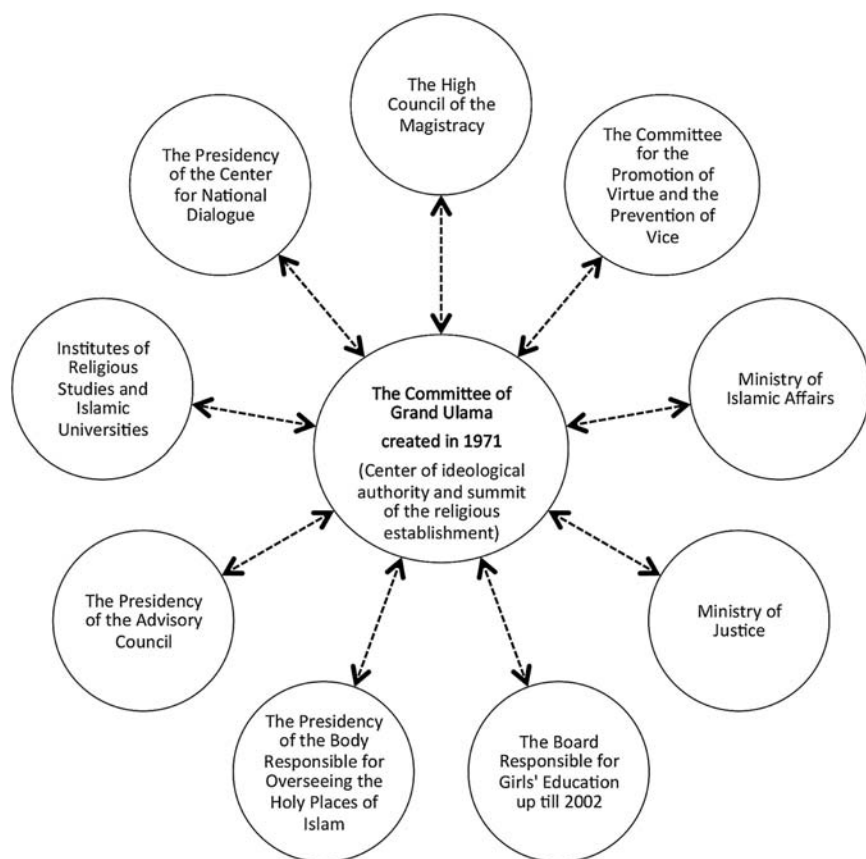 The High
Council of the
Magistracy
The Committee
for the
Promotion of
Virtue and the
Prevention of
Vice
Ministry of
Islamic Affairs
Ministry of
Justice
The Board
Responsible for
Girls' Education
up till 2002
The Presidency
of the Body
Responsible for
Overseeing the
Holy Places of
Islam
The Presidency
of the Advisory
Council
Institutes of
Religious
Studies and
Islamic
Universities
The Presidency
of the Center
for National
Dialogue
The Committee of
Grand Ulama
created in 1971
(Center of ideological
authority and summit
of the religious
establishment)